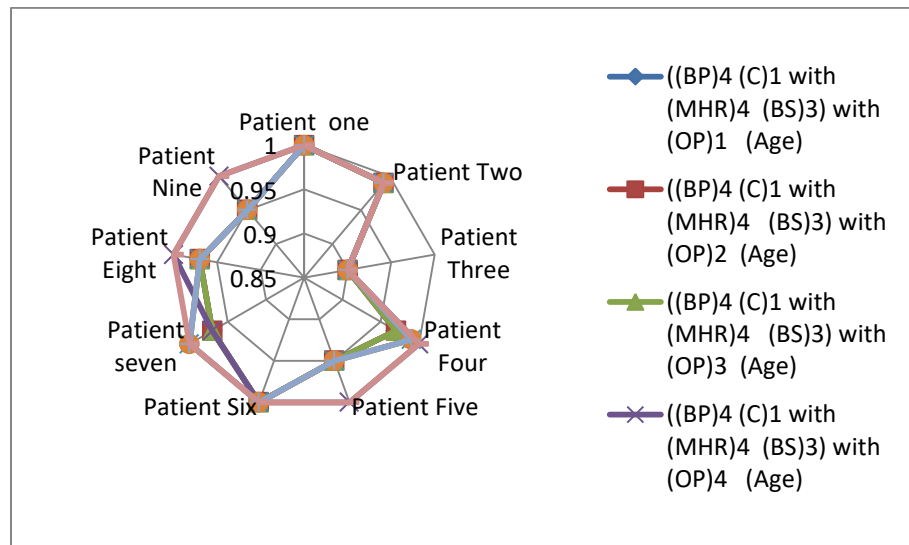 Patient one
Patient Two
Patient
Three
Patient
Four
Patient Five
Patient Six
Patient
seven
Patient
Eight
Patient
Nine
1
0.95
0.9
0.85
((BP)4 (C)1 with
(MHR)4 (BS)3) with
(OP)1 (Age)
((BP)4 (C)1 with
(MHR)4 (BS)3) with
(OP)2 (Age)
((BP)4 (C)1 with
(MHR)4 (BS)3) with
(OP)3 (Age)
((BP)4 (C)1 with
(MHR)4 (BS)3) with
(OP)4 (Age)